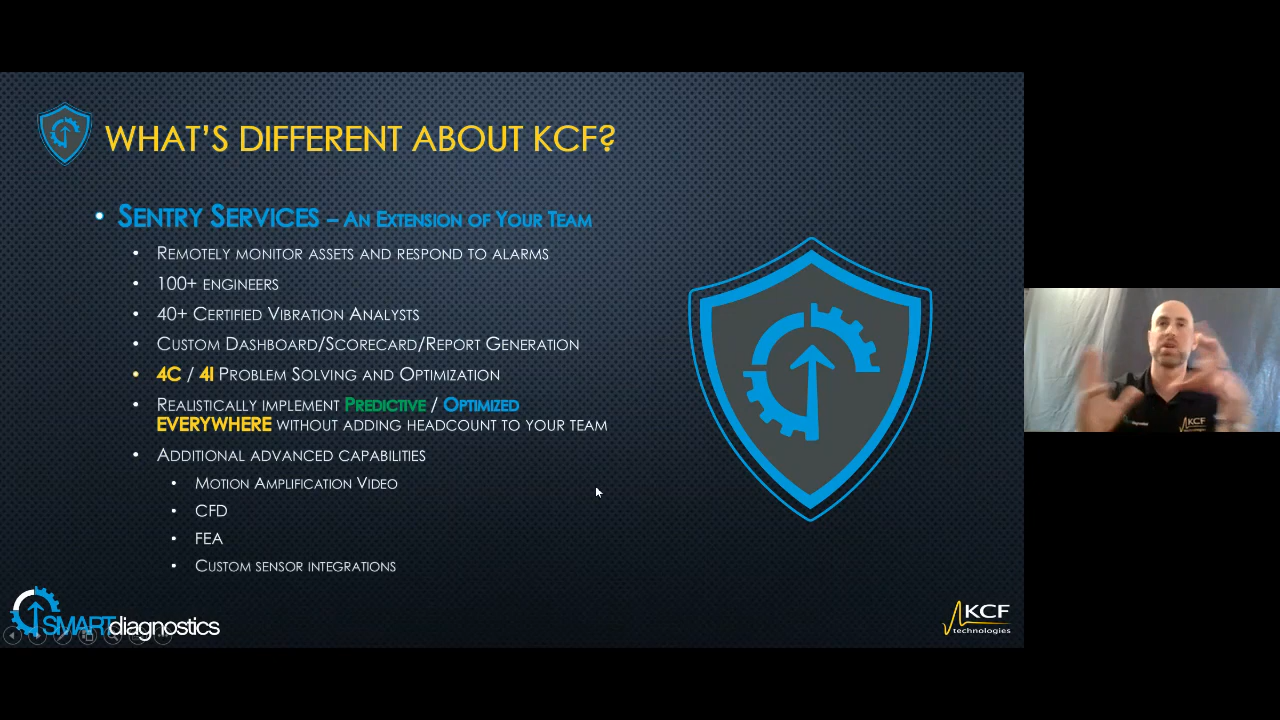 WHAT'S DIFFERENT ABOUT KCF?
• SENTRY SERVICES – AN EXTENSION OF YOUR TEAM
• REMOTELY MONITOR ASSETS AND RESPOND TO ALARMS
• 100+ ENGINEERS
• 40+ CERTIFIED VIBRATION ANALYSTS
• CUSTOM DASHBOARD/SCORECARD/REPORT GENERATION
• 4C / 4I PROBLEM SOLVING AND OPTIMIZATION
• REALISTICALLY IMPLEMENT PREDICTIVE / OPTIMIZED
EVERYWHERE WITHOUT ADDING HEADCOUNT TO YOUR TEAM
• ADDITIONAL ADVANCED CAPABILITIES
• MOTION AMPLIFICATION VIDEO
• CFD
• FEA
• CUSTOM SENSOR INTEGRATIONS
SMARTdiagnostics
KCF
technologies
KCF